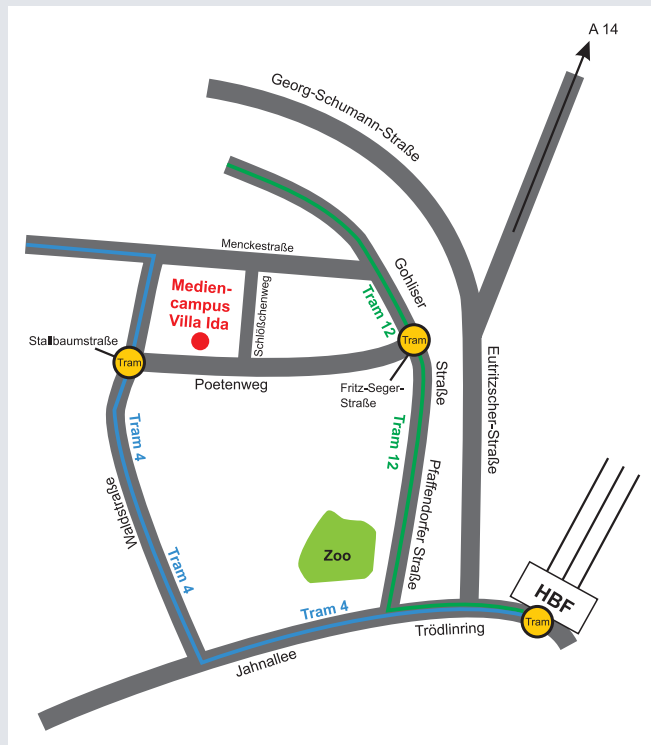 A 14
Georg-Schumann-Straße
Menckestraße
Gohliser
Straße
Medien-
campus
Villa Ida
Schlößchenweg
Tram 12
Stallbaumstraße
Tram
Tram
Poetenweg
Fritz-Seger-
Straße
Eutritzscher-Straße
Tram 4
Tram 12
Waldstraße
Pfaffendorfer Straße
Zoo
Tram 4
Tram 4
HBF
Tram
Trödlinring
Jahnallee